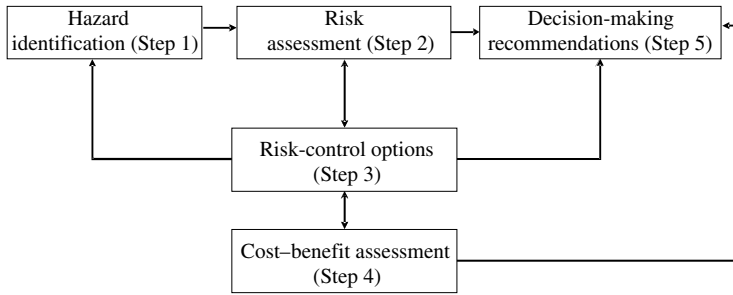 Hazard
identification (Step 1)
Risk
assessment (Step 2)
Decision-making
recommendations (Step 5)
Risk-control options
(Step 3)
Cost–benefit assessment
(Step 4)